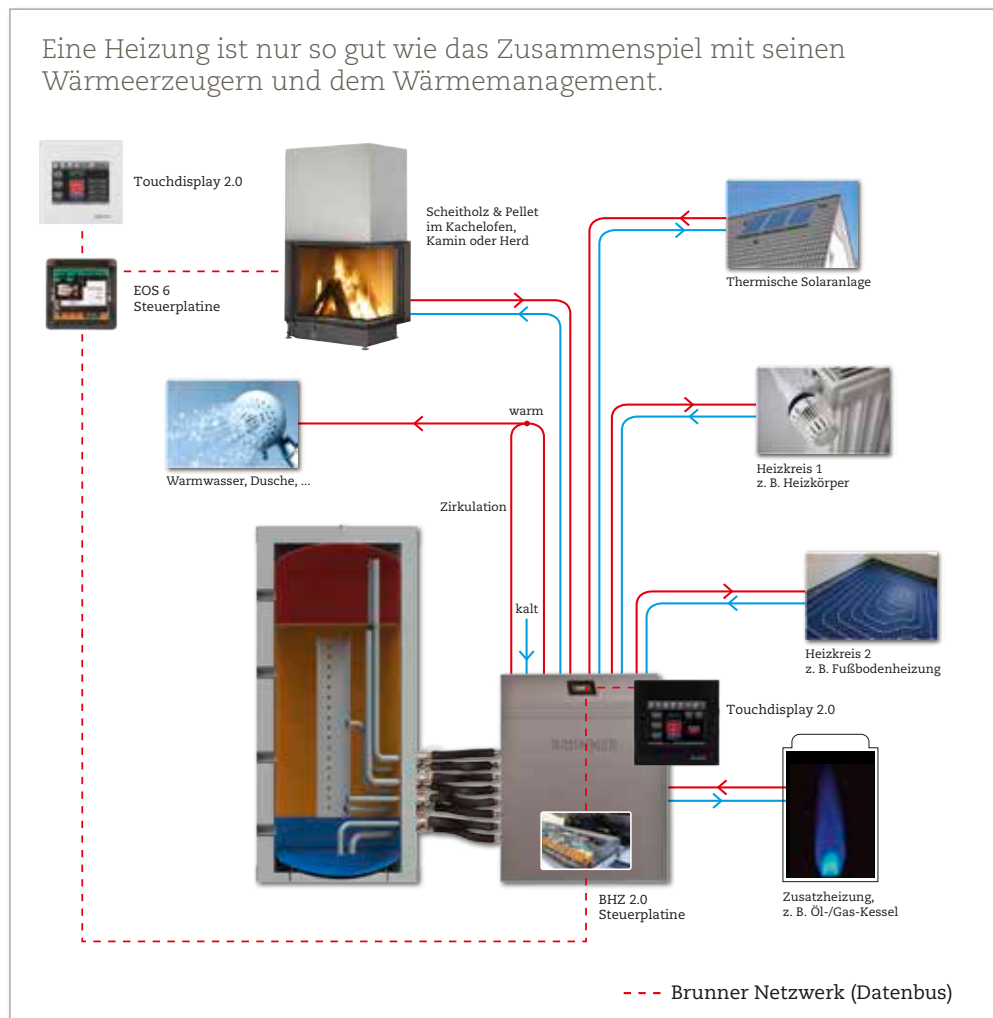 Eine Heizung ist nur so gut wie das Zusammenspiel mit seinen
Wärmeerzeugern und dem Wärmemanagement.
Touchdisplay 2.0
Scheitholz & Pellet
im Kachelofen,
Kamin oder Herd
EOS 6
Steuerplatine
Thermische Solaranlage
warm
Warmwasser, Dusche, ...
Heizkreis 1
z. B. Heizkörper
Zirkulation
kalt
Heizkreis 2
z. B. Fußbodenheizung
Touchdisplay 2.0
BRUNNER
BHZ 2.0
Steuerplatine
Zusatzheizung,
z. B. Öl-/Gas-Kessel
Brunner Netzwerk (Datenbus)